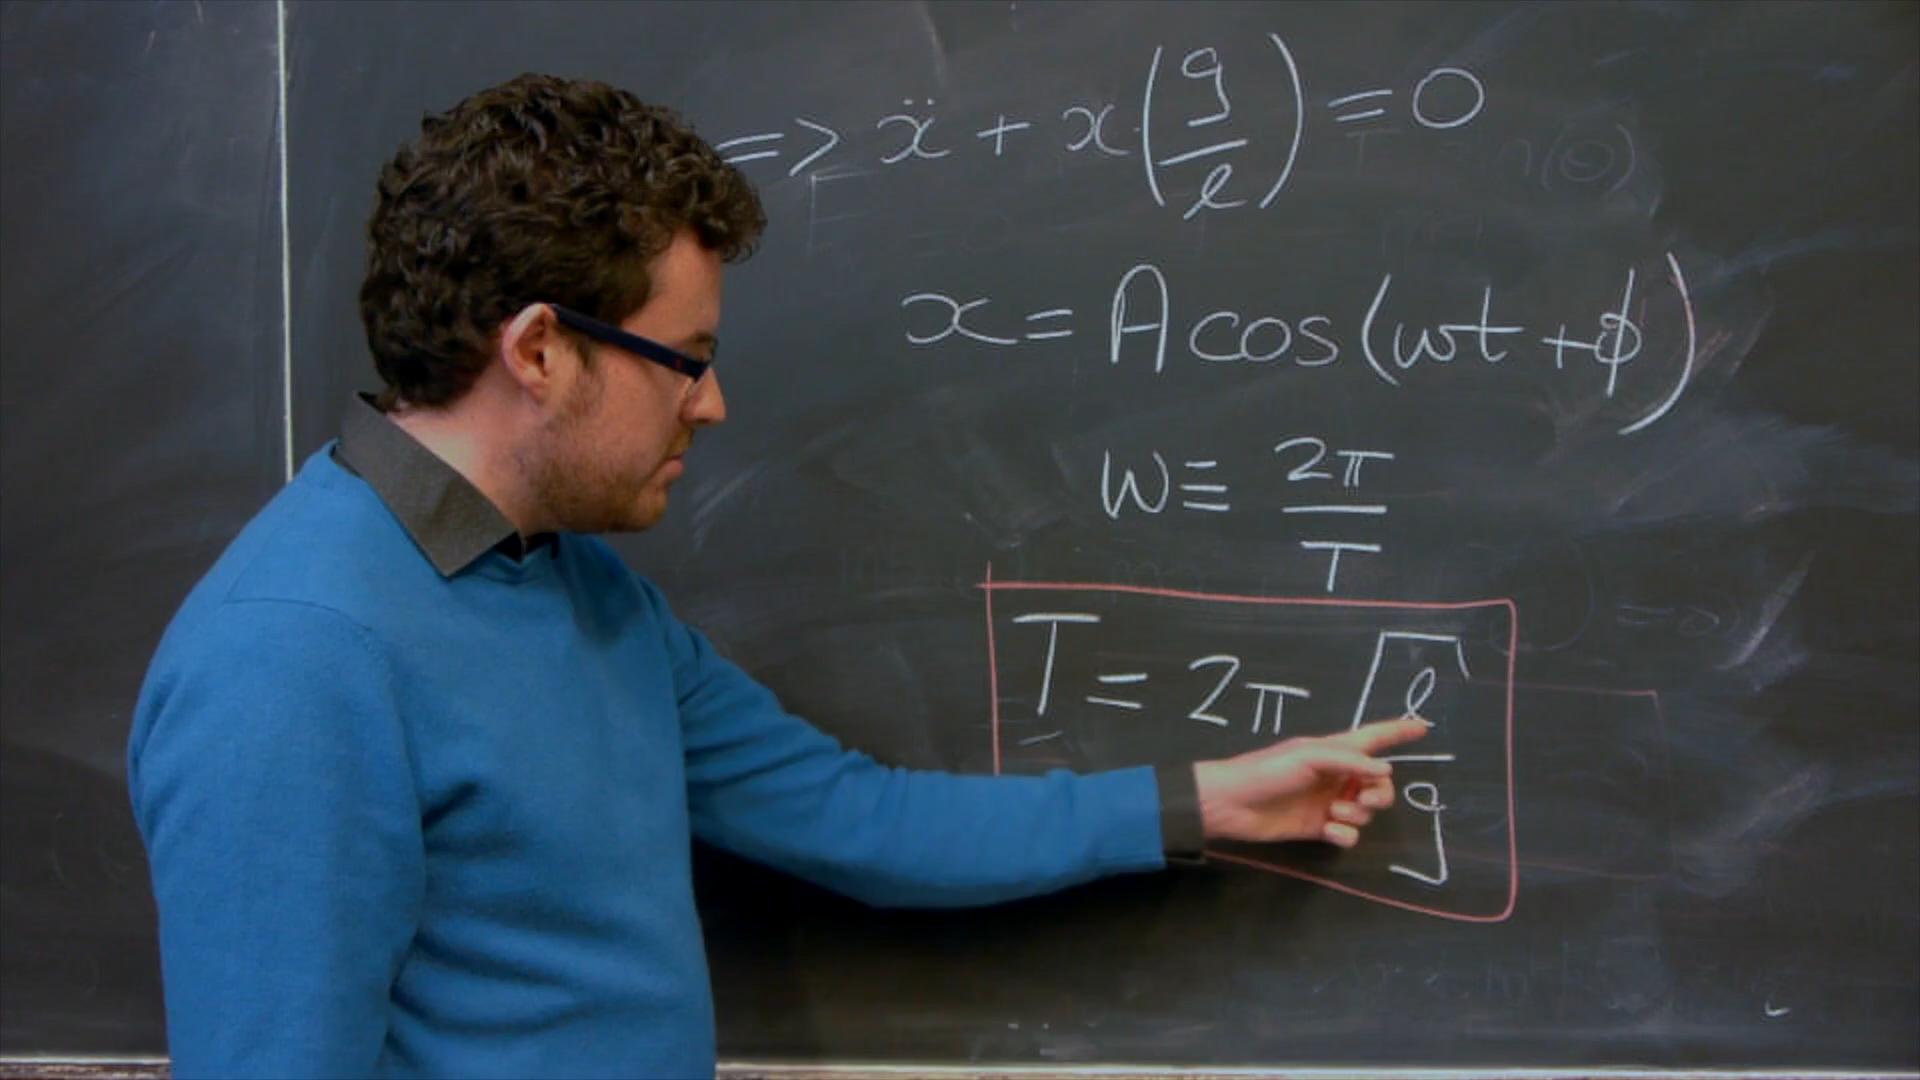 => ẍ + x(g/l) = 0
x = A cos(ωt + φ)
ω ≡ 2π/T
T = 2π √(l/g)